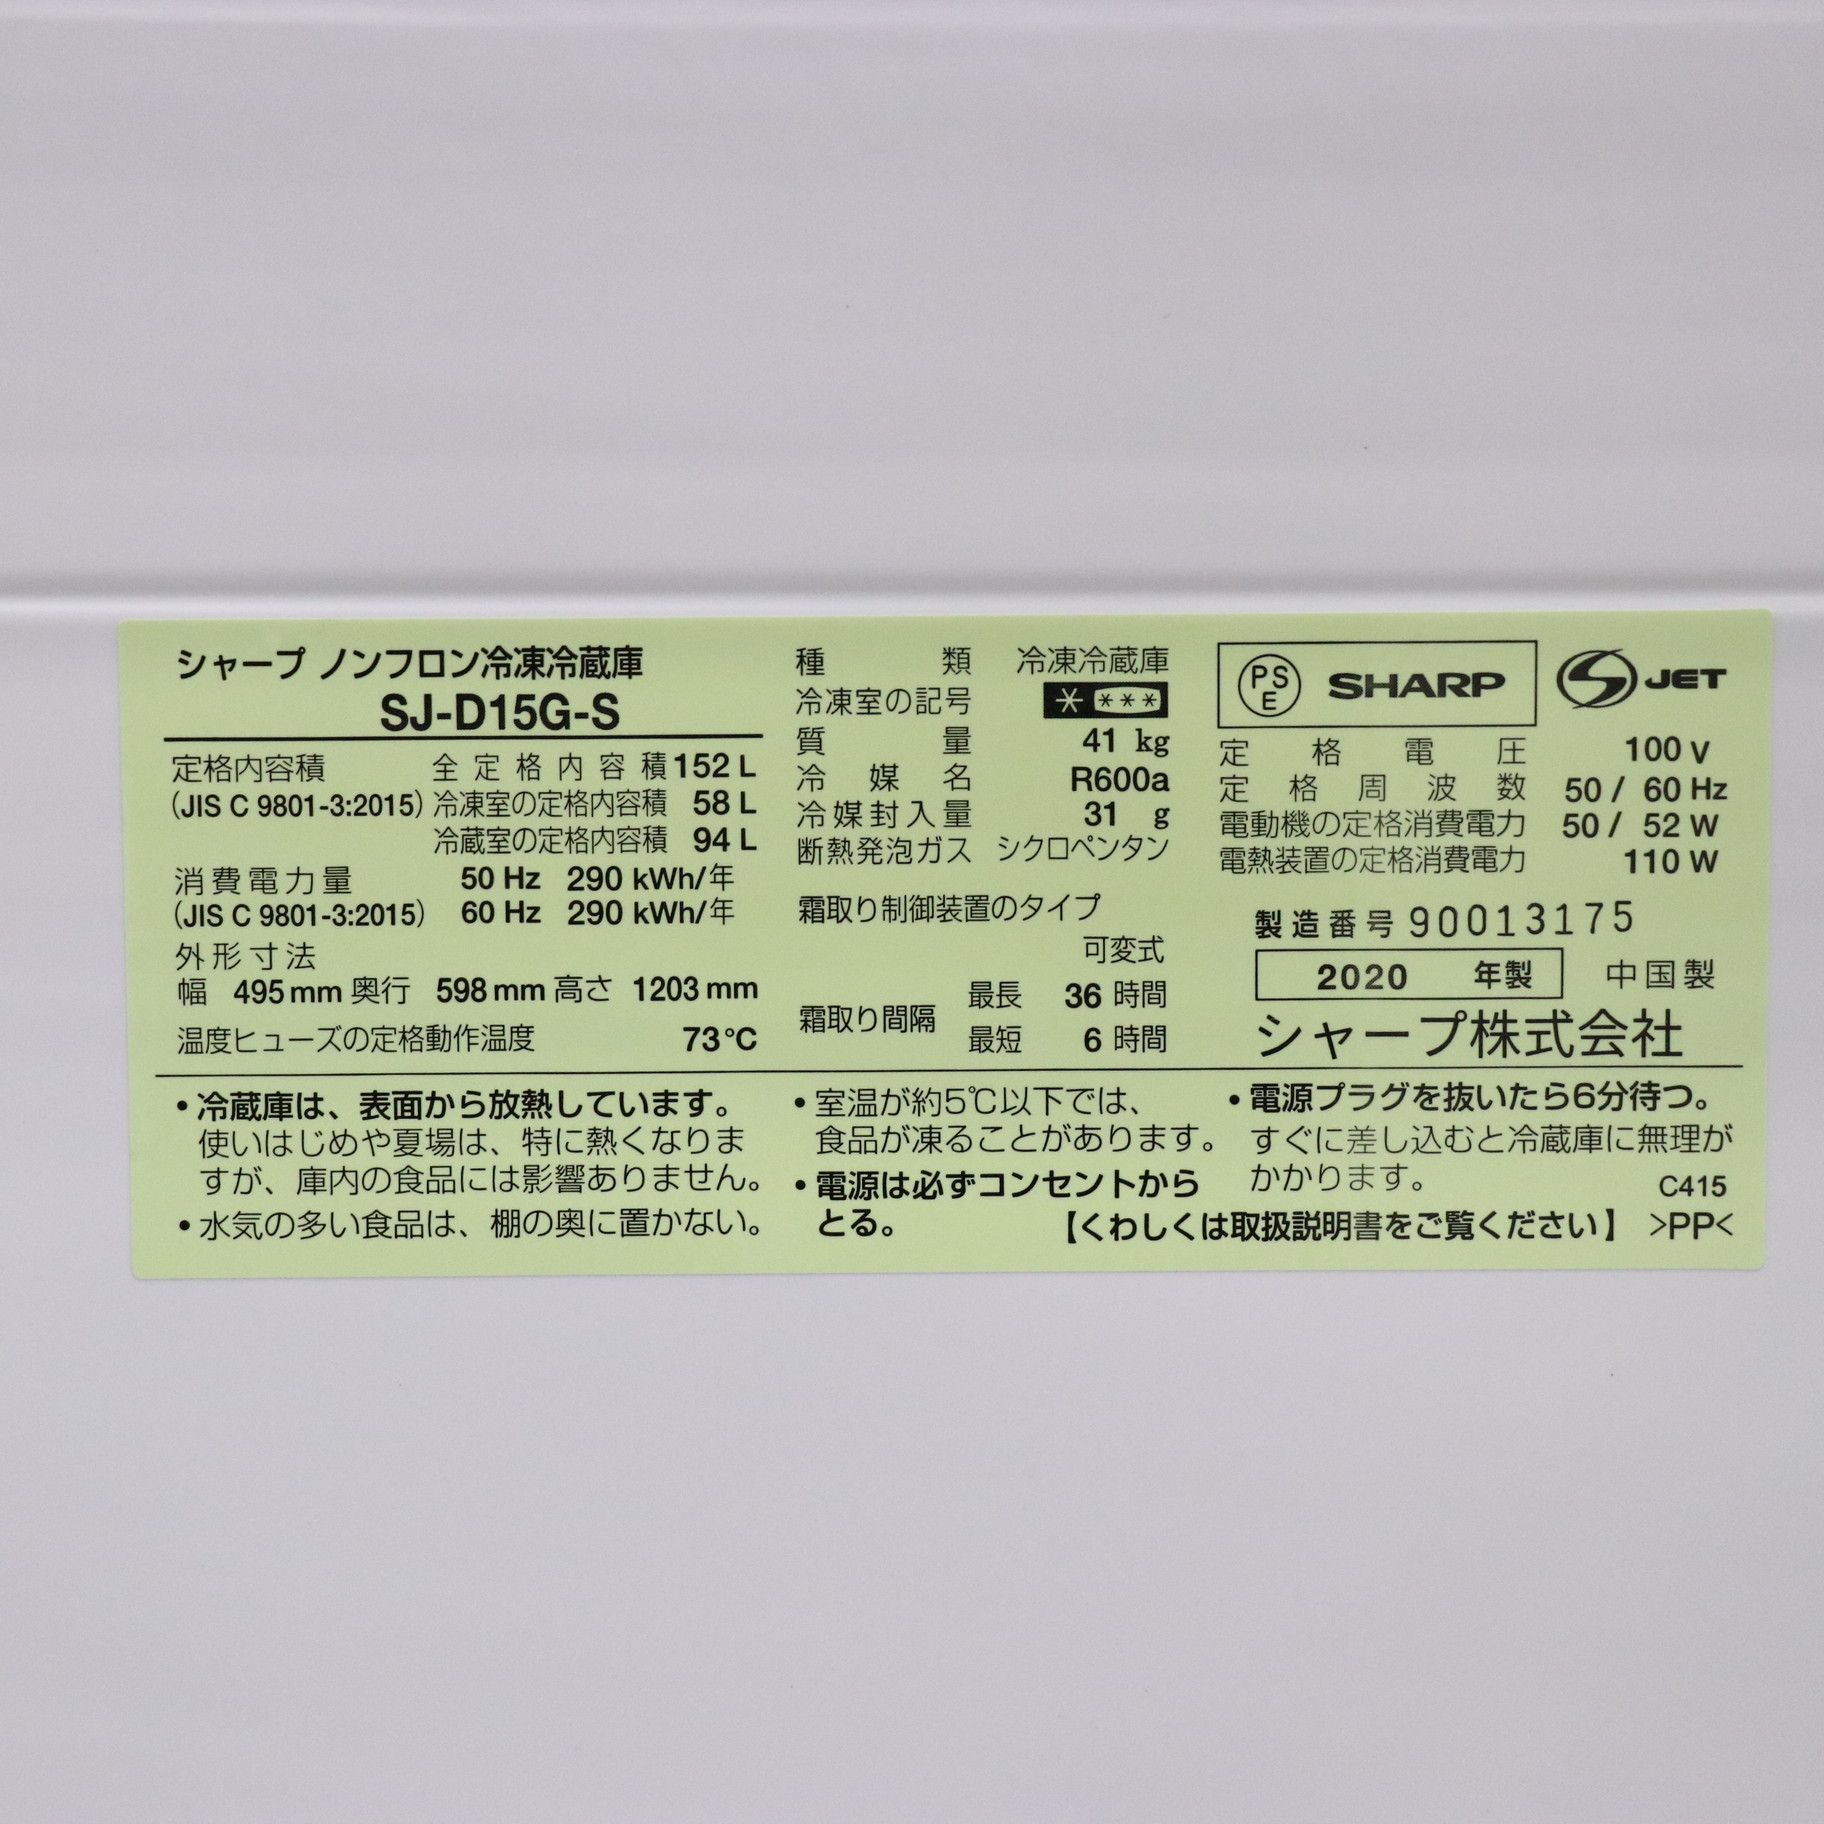 シャープ ノンフロン冷凍冷蔵庫
SJ-D15G-S
定格内容積 全定格内容積 152 L
(JIS C 9801-3:2015) 冷凍室の定格内容積 58 L
冷蔵室の定格内容積 94 L
消費電力量 50 Hz 290 kWh/年
(JIS C 9801-3:2015) 60 Hz 290 kWh/年
外形寸法
幅 495 mm 奥行 598 mm 高さ 1203 mm
温度ヒューズの定格動作温度 73℃
種類 冷凍冷蔵庫
冷凍室の記号 * ***
質量 41 kg
冷媒名 R600a
冷媒封入量 31 g
断熱発泡ガス シクロペンタン
霜取り制御装置のタイプ
可変式
霜取り間隔 最長 36 時間
最短 6 時間
PSE SHARP JET
定格電圧 100 V
定格周波数 50 / 60 Hz
電動機の定格消費電力 50 / 52 W
電熱装置の定格消費電力 110 W
製造番号 90013175
2020 年製 中国製
シャープ株式会社
• 冷蔵庫は、表面から放熱しています。
使いはじめや夏場は、特に熱くなりま
すが、庫内の食品には影響ありません。
• 水気の多い食品は、棚の奥に置かない。
• 室温が約5℃以下では、
食品が凍ることがあります。
• 電源は必ずコンセントから
とる。
• 電源プラグを抜いたら6分待つ。
すぐに差し込むと冷蔵庫に無理が
かかります。 C415
【くわしくは取扱説明書をご覧ください】 >PP<